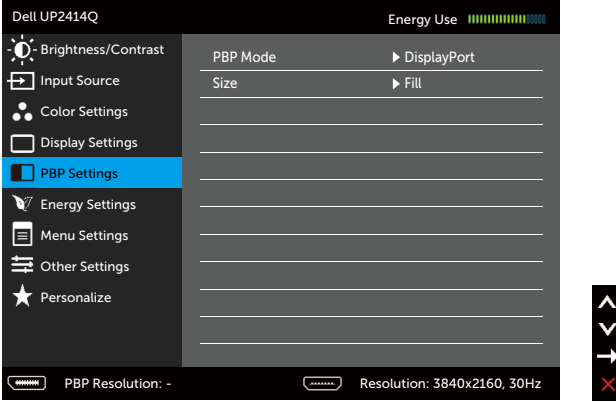 Dell UP2414Q
Energy Use
Brightness/Contrast
Input Source
Color Settings
Display Settings
PBP Settings
Energy Settings
Menu Settings
Other Settings
Personalize
PBP Mode DisplayPort
Size Fill
PBP Resolution: -
Resolution: 3840x2160, 30Hz